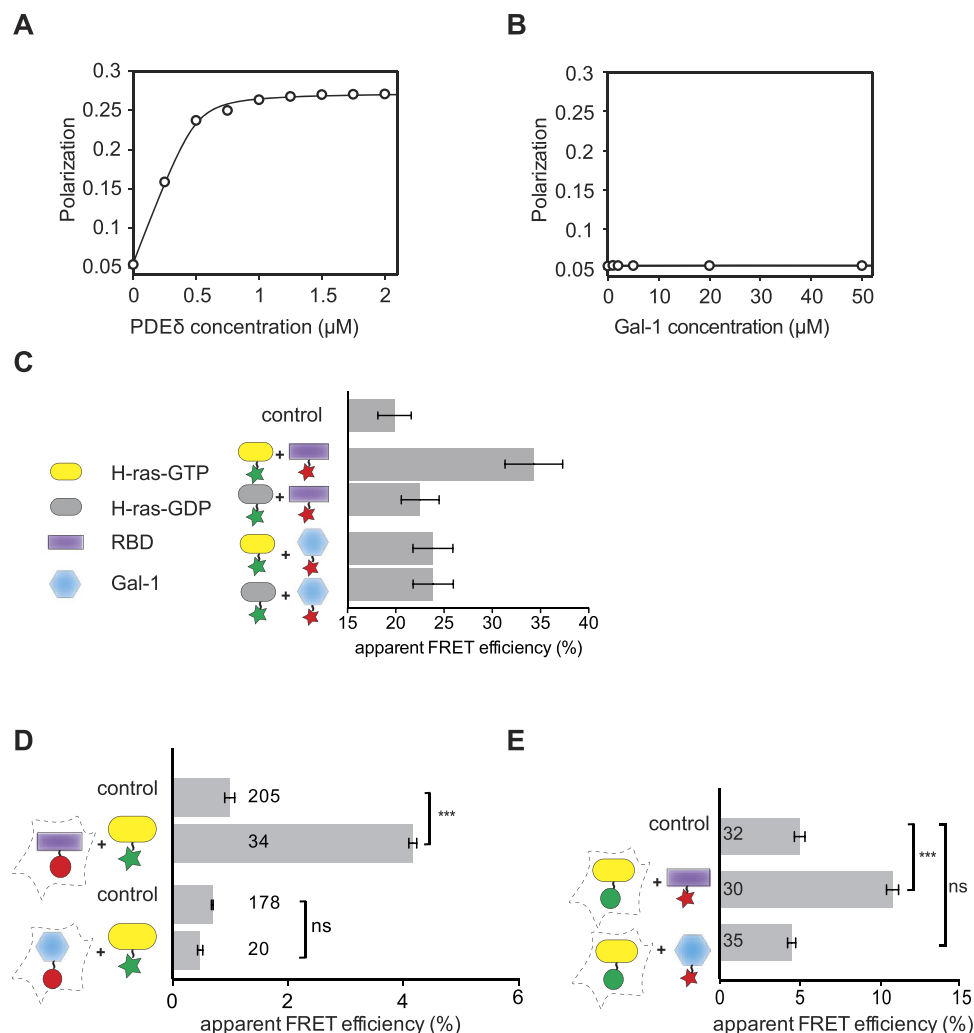 A
0.3
0.25
0.2
0.15
0.1
0.05
Polarization
0 0.5 1 1.5 2
PDEδ concentration (µM)
B
0.3
0.25
0.2
0.15
0.1
0.05
Polarization
0 10 20 30 40 50
Gal-1 concentration (µM)
C
control
+
+
+
+
H-ras-GTP
H-ras-GDP
RBD
Gal-1
15 20 25 30 35 40
apparent FRET efficiency (%)
D
control 205
+ 34
***
control 178
+ 20
ns
0 2 4 6
apparent FRET efficiency (%)
E
control 32
+ 30
+ 35
***
ns
0 5 10 15
apparent FRET efficiency (%)